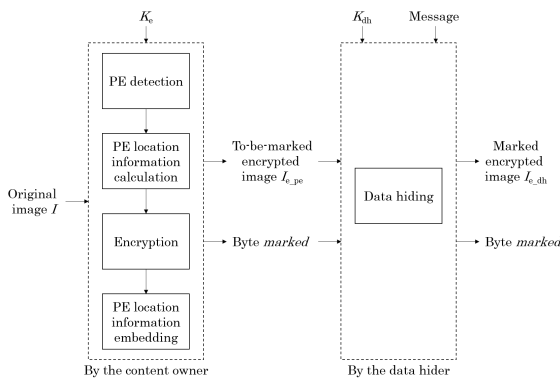 Ke
Kdh
Message
PE detection
PE location
information
calculation
Encryption
PE location
information
embedding
Original
image I
To-be-marked
encrypted
image Ie_pe
Byte marked
Data hiding
Marked
encrypted
image Ie_dh
Byte marked
By the content owner
By the data hider